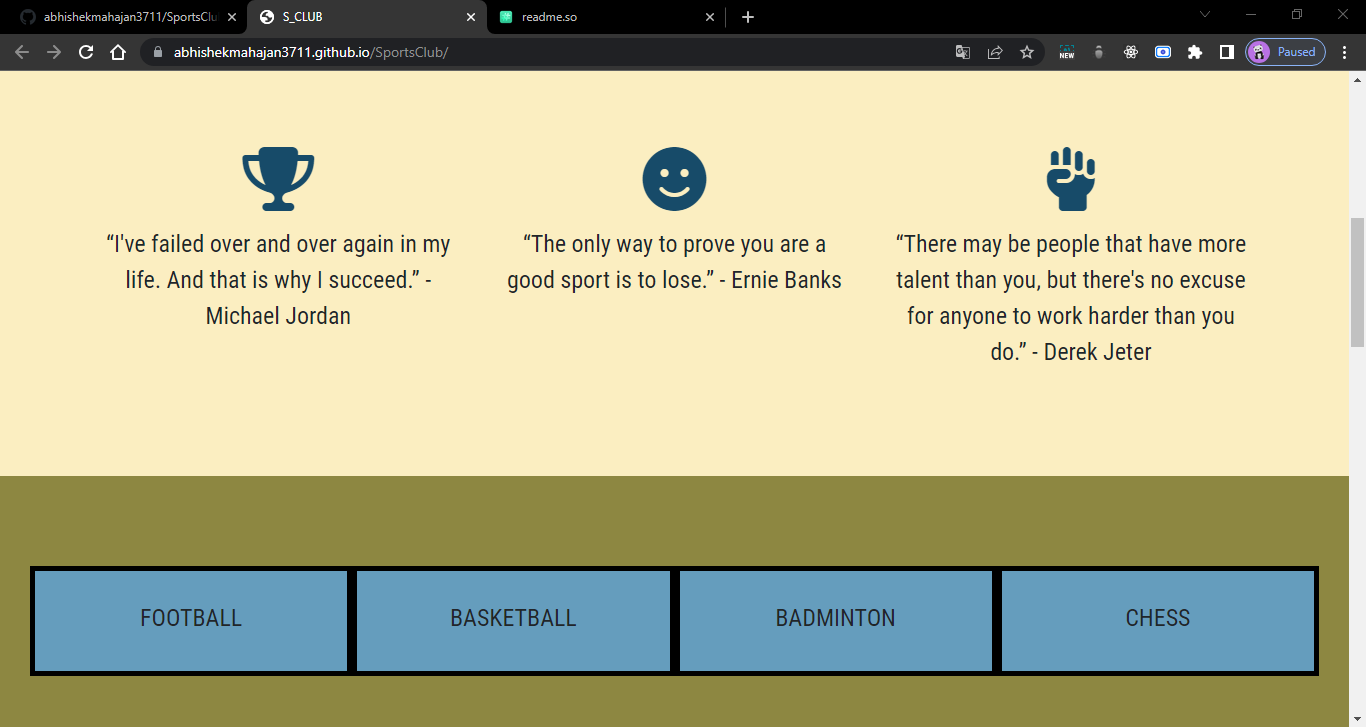 abhishekmahajan3711/SportsClu
S_CLUB
readme.so
abhishekmahajan3711.github.io/SportsClub/
NEW
Paused
“I've failed over and over again in my
life. And that is why I succeed.” -
Michael Jordan
“The only way to prove you are a
good sport is to lose.” - Ernie Banks
“There may be people that have more
talent than you, but there's no excuse
for anyone to work harder than you
do.” - Derek Jeter
FOOTBALL
BASKETBALL
BADMINTON
CHESS